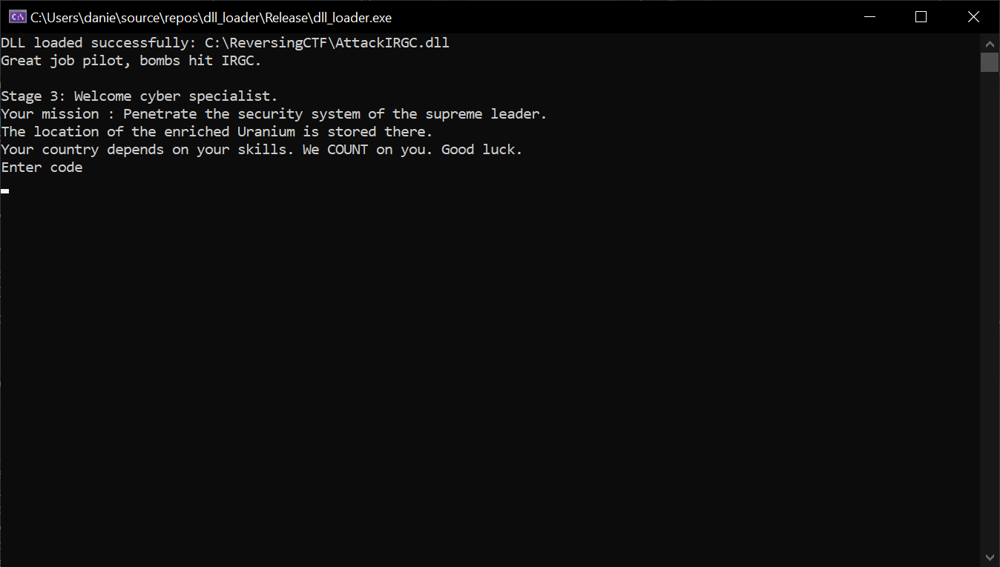 C:\Users\danie\source\repos\dll_loader\Release\dll_loader.exe
DLL loaded successfully: C:\ReversingCTF\AttackIRGC.dll
Great job pilot, bombs hit IRGC.
Stage 3: Welcome cyber specialist.
Your mission : Penetrate the security system of the supreme leader.
The location of the enriched Uranium is stored there.
Your country depends on your skills. We COUNT on you. Good luck.
Enter code